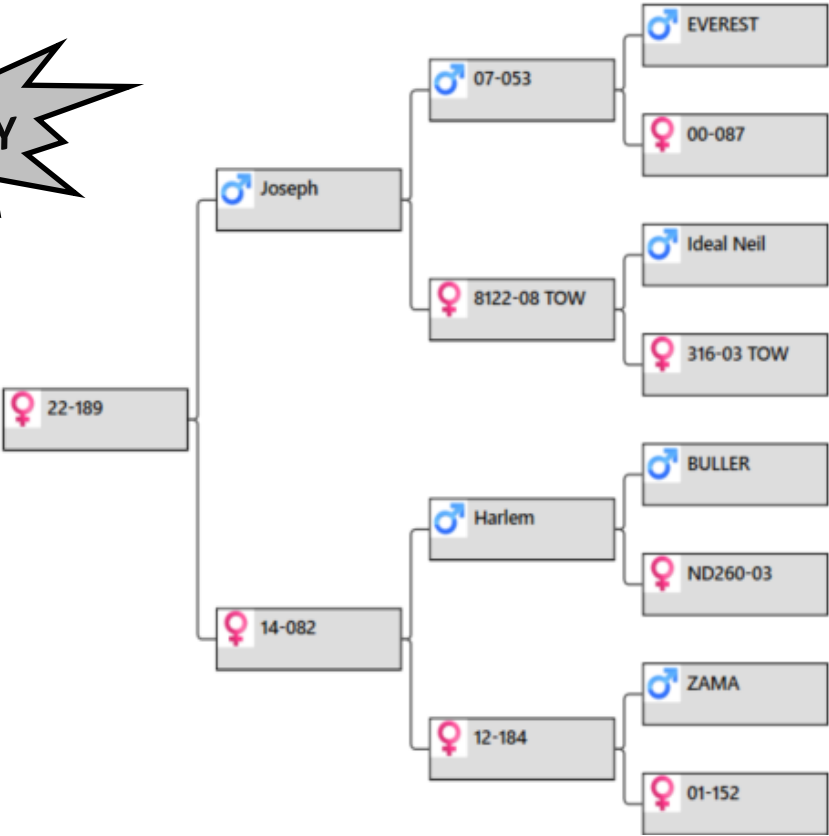 EVEREST
07-053
Y
00-087
Joseph
Ideal Neil
8122-08 TOW
316-03 TOW
22-189
BULLER
Harlem
ND260-03
14-082
ZAMA
12-184
01-152